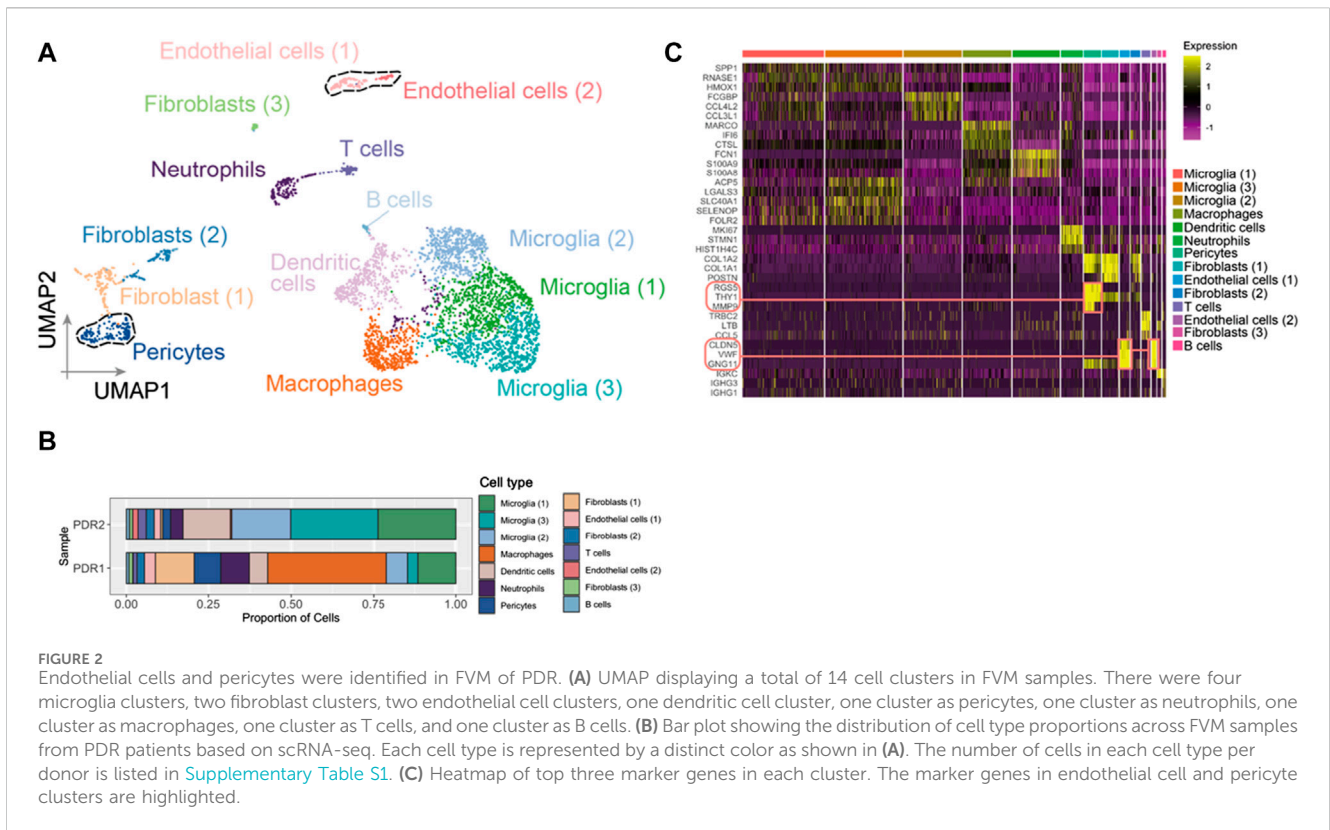 A
Endothelial cells (1)
Endothelial cells (2)
Fibroblasts (3)
T cells
Neutrophils
B cells
Fibroblasts (2)
Dendritic
cells
Microglia (2)
Fibroblast (1)
Microglia (1)
Pericytes
Macrophages
Microglia (3)
UMAP2
UMAP1
C
Expression
2
1
0
-1
SPP1
RNASE1
HMOX1
FCGBP
CCL4L2
CCL3L1
MARCO
IFI6
CTSL
FCN1
S100A9
S100A8
ACP5
LGALS3
SLC40A1
SELENOP
FOLR2
MKI67
STMN1
HIST1H4C
COL1A2
COL1A1
POSTN
RGS5
THY1
MMP9
TRBC2
LTB
CCL5
CLDN5
VWF
GNG11
IGKC
IGHG3
IGHG1
Microglia (1)
Microglia (3)
Microglia (2)
Macrophages
Dendritic cells
Neutrophils
Pericytes
Fibroblasts (1)
Endothelial cells (1)
Fibroblasts (2)
T cells
Endothelial cells (2)
Fibroblasts (3)
B cells
B
Sample
PDR2
PDR1
0.00 0.25 0.50 0.75 1.00
Proportion of Cells
Cell type
Microglia (1)
Microglia (3)
Microglia (2)
Macrophages
Dendritic cells
Neutrophils
Pericytes
Fibroblasts (1)
Endothelial cells (1)
Fibroblasts (2)
T cells
Endothelial cells (2)
Fibroblasts (3)
B cells
FIGURE 2
Endothelial cells and pericytes were identified in FVM of PDR. (A) UMAP displaying a total of 14 cell clusters in FVM samples. There were four
microglia clusters, two fibroblast clusters, two endothelial cell clusters, one dendritic cell cluster, one cluster as pericytes, one cluster as neutrophils, one
cluster as macrophages, one cluster as T cells, and one cluster as B cells. (B) Bar plot showing the distribution of cell type proportions across FVM samples
from PDR patients based on scRNA-seq. Each cell type is represented by a distinct color as shown in (A). The number of cells in each cell type per
donor is listed in Supplementary Table S1. (C) Heatmap of top three marker genes in each cluster. The marker genes in endothelial cell and pericyte
clusters are highlighted.